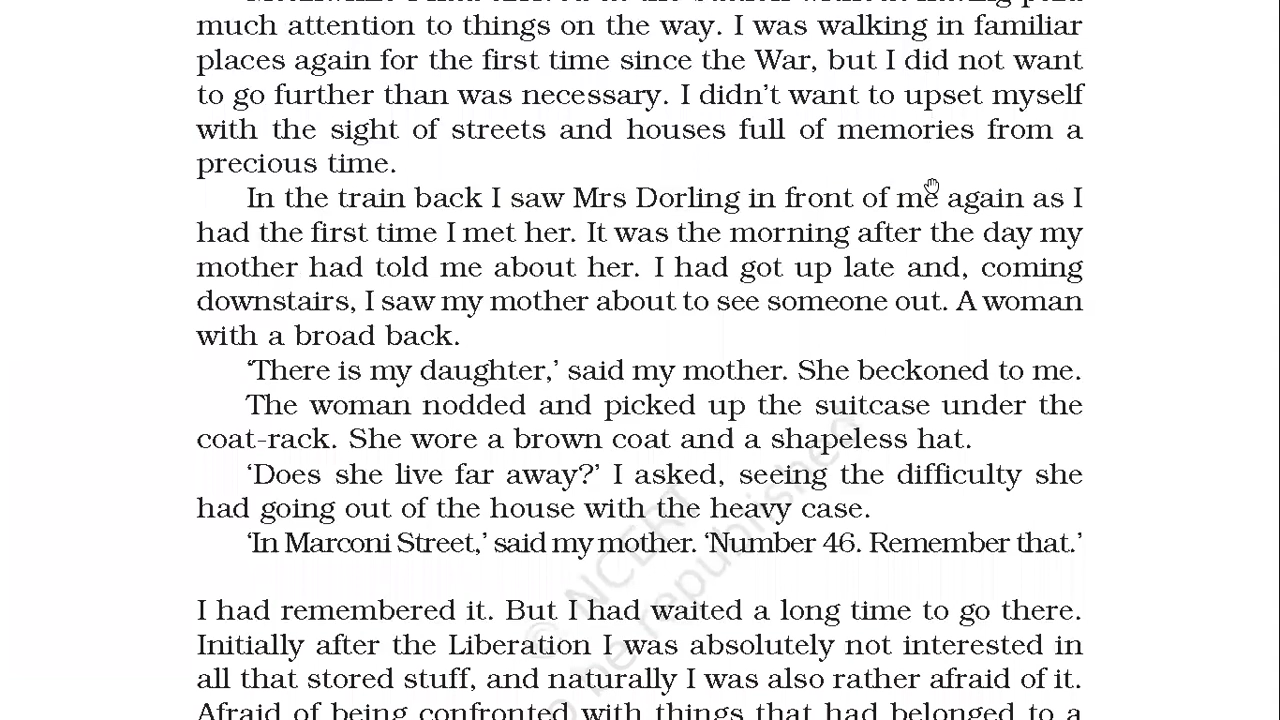 much attention to things on the way. I was walking in familiar
places again for the first time since the War, but I did not want
to go further than was necessary. I didn't want to upset myself
with the sight of streets and houses full of memories from a
precious time.
In the train back I saw Mrs Dorling in front of me again as I
had the first time I met her. It was the morning after the day my
mother had told me about her. I had got up late and, coming
downstairs, I saw my mother about to see someone out. A woman
with a broad back.
‘There is my daughter,’ said my mother. She beckoned to me.
The woman nodded and picked up the suitcase under the
coat-rack. She wore a brown coat and a shapeless hat.
‘Does she live far away?’ I asked, seeing the difficulty she
had going out of the house with the heavy case.
‘In Marconi Street,’ said my mother. ‘Number 46. Remember that.’
I had remembered it. But I had waited a long time to go there.
Initially after the Liberation I was absolutely not interested in
all that stored stuff, and naturally I was also rather afraid of it.
Afraid of being confronted with things that had belonged to a
© NCERT
be republished